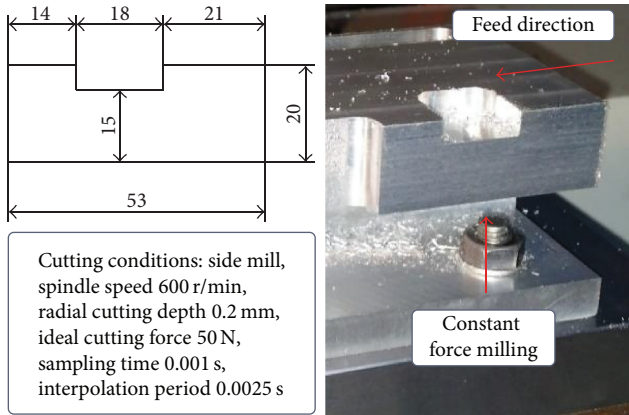 14
18
21
15
20
53
Cutting conditions: side mill,
spindle speed 600 r/min,
radial cutting depth 0.2 mm,
ideal cutting force 50 N,
sampling time 0.001 s,
interpolation period 0.0025 s
Feed direction
Constant
force milling